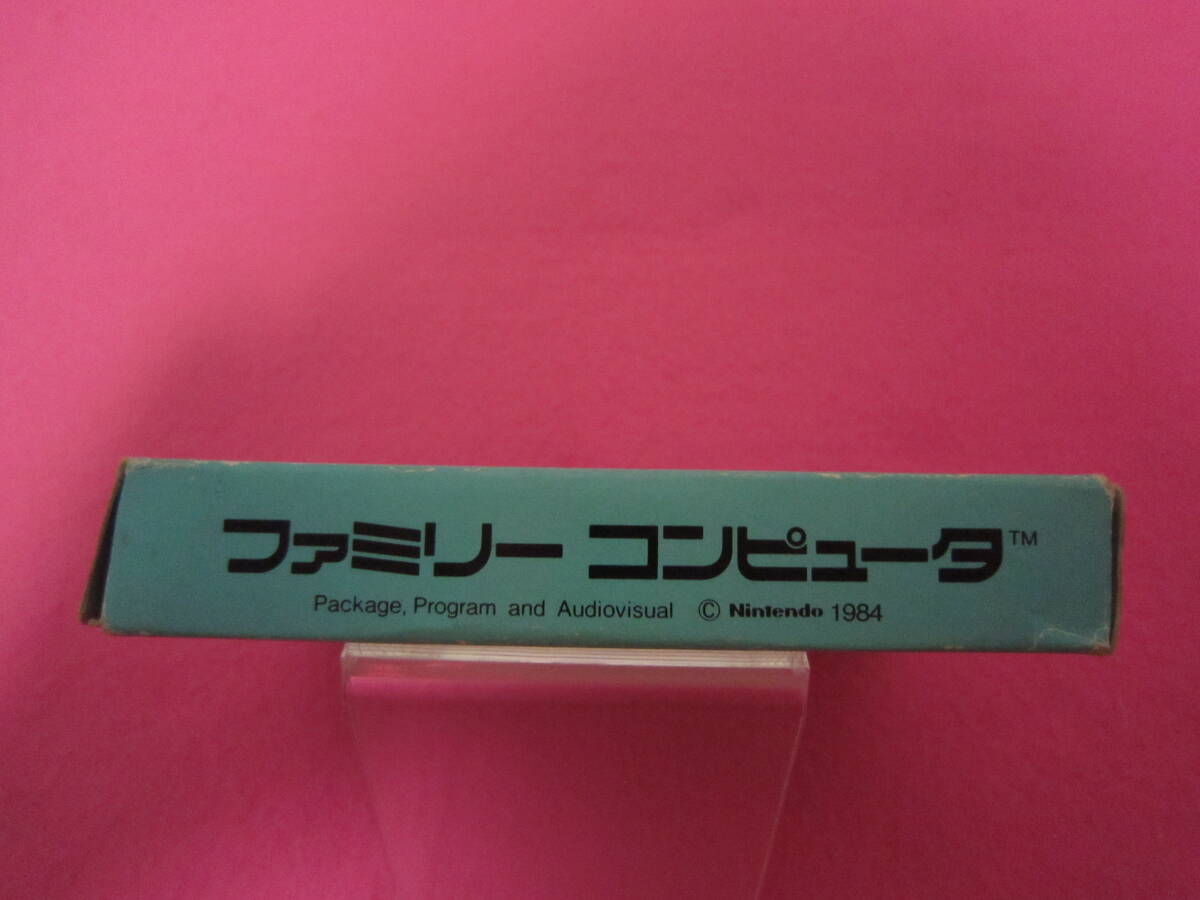 ファミリー コンピュータ™
Package, Program and Audiovisual © Nintendo 1984